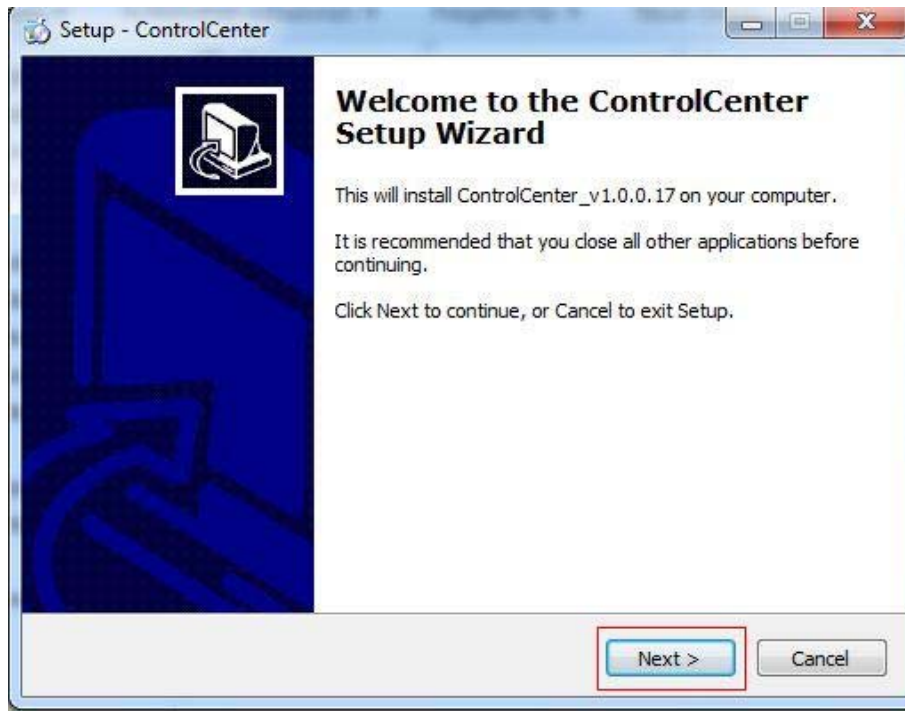 Setup - ControlCenter
Welcome to the ControlCenter
Setup Wizard
This will install ControlCenter_v1.0.0.17 on your computer.
It is recommended that you close all other applications before
continuing.
Click Next to continue, or Cancel to exit Setup.
Next >
Cancel